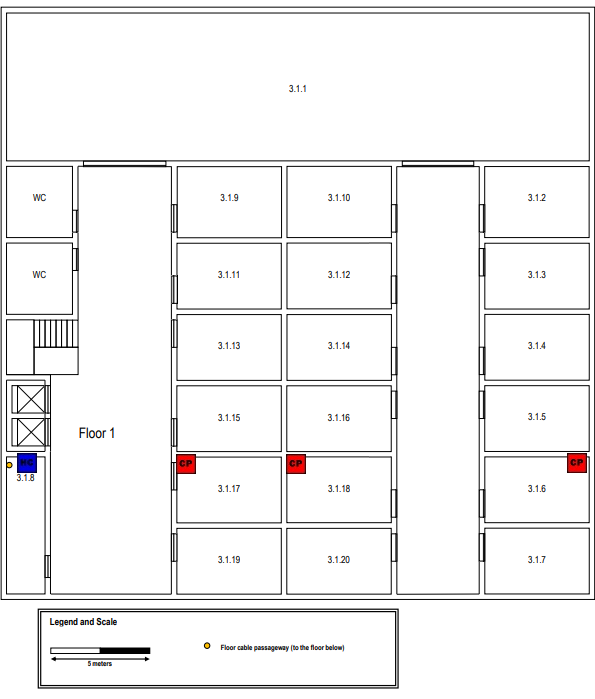 3.1.1
WC
3.1.9
3.1.10
3.1.2
WC
3.1.11
3.1.12
3.1.3
3.1.13
3.1.14
3.1.4
3.1.15
3.1.16
3.1.5
Floor 1
CP
CP
CP
3.1.8
3.1.17
3.1.18
3.1.6
3.1.19
3.1.20
3.1.7
Legend and Scale
Floor cable passageway (to the floor below)
5 meters